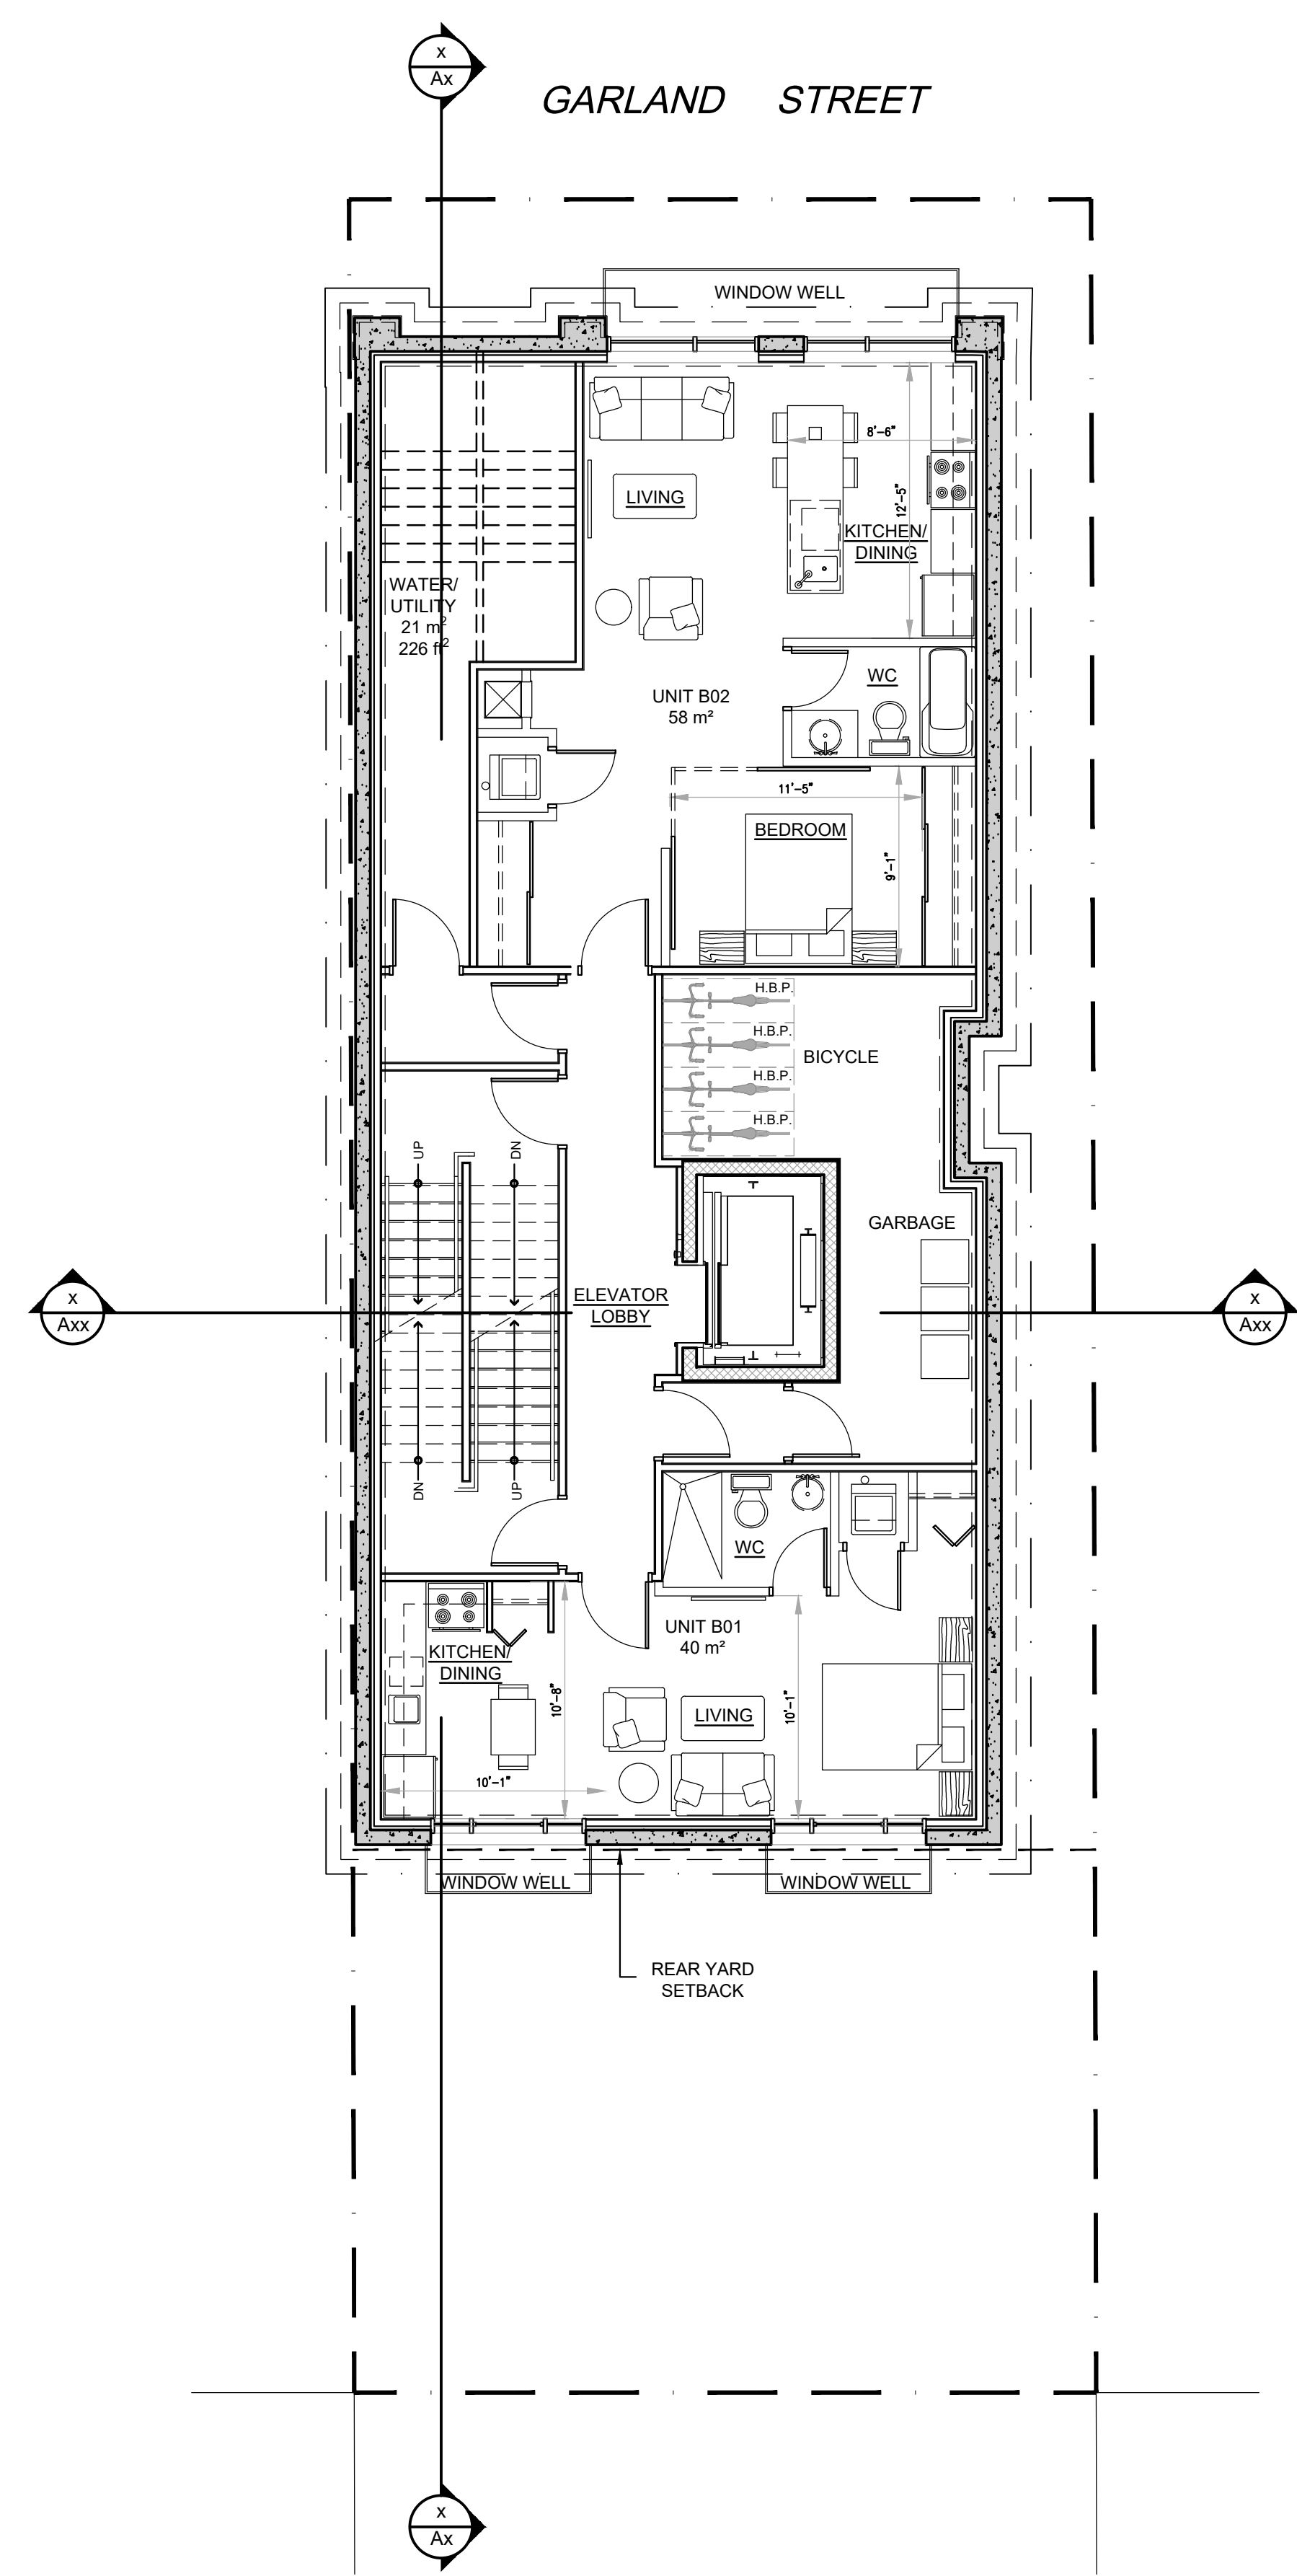 x
Ax
GARLAND STREET
WINDOW WELL
8'-6"
LIVING
12'-5"
KITCHEN/
DINING
WATER/
UTILITY
21 m²
226 ft²
WC
UNIT B02
58 m²
11'-5"
BEDROOM
9'-1"
H.B.P.
H.B.P.
BICYCLE
H.B.P.
H.B.P.
UP
DN
GARBAGE
x
Axx
ELEVATOR
LOBBY
x
Axx
DN
UP
WC
UNIT B01
40 m²
KITCHEN/
DINING
10'-8"
LIVING
10'-1"
10'-1"
WINDOW WELL
WINDOW WELL
REAR YARD
SETBACK
x
Ax